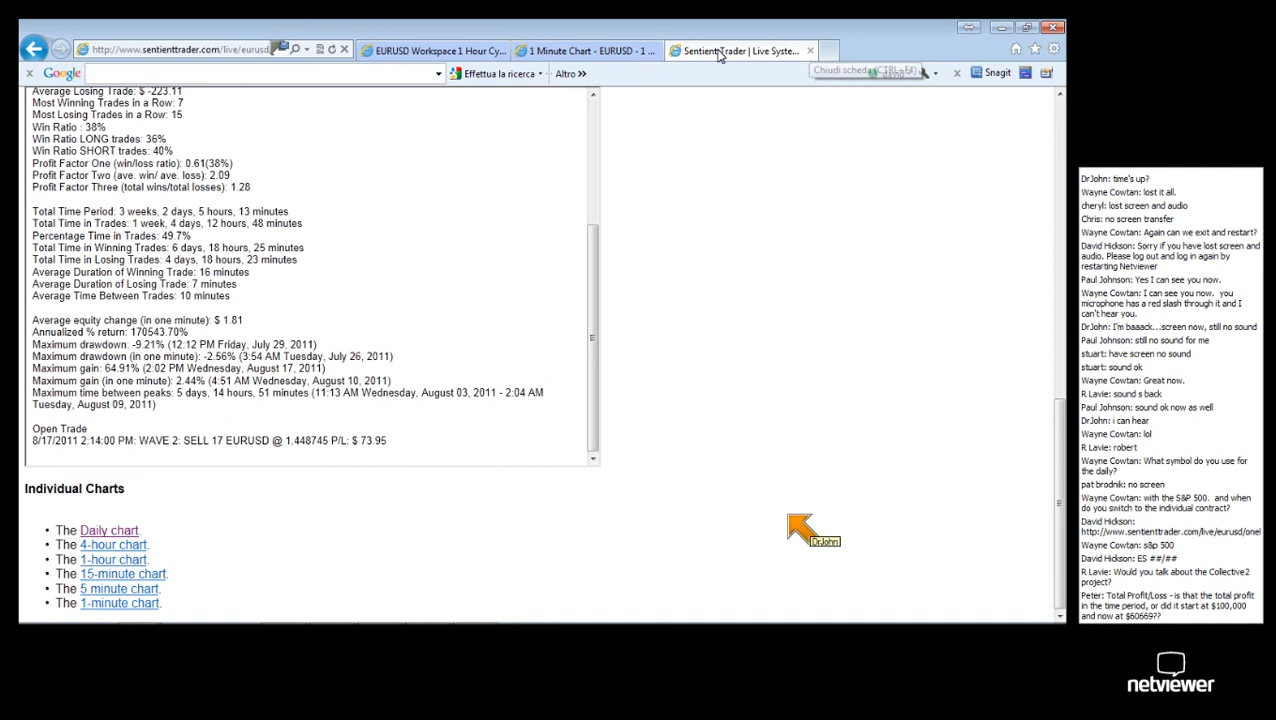 http://www.sentienttrader.com/live/eurusd
EURUSD Workspace 1 Hour Cy...
1 Minute Chart - EURUSD - 1 ...
SentientTrader | Live Syste...
Google
Effettua la ricerca
Altro »
Chiudi scheda (CTRL+F4)
Snagit
Average Losing Trade: $ -223.11
Most Winning Trades in a Row: 7
Most Losing Trades in a Row: 15
Win Ratio : 38%
Win Ratio LONG trades: 36%
Win Ratio SHORT trades: 40%
Profit Factor One (win/loss ratio): 0.61(38%)
Profit Factor Two (ave. win/ ave. loss): 2.09
Profit Factor Three (total wins/total losses): 1.28
Total Time Period: 3 weeks, 2 days, 5 hours, 13 minutes
Total Time in Trades: 1 week, 4 days, 12 hours, 48 minutes
Percentage Time in Trades: 49.7%
Total Time in Winning Trades: 6 days, 18 hours, 25 minutes
Total Time in Losing Trades: 4 days, 18 hours, 23 minutes
Average Duration of Winning Trade: 16 minutes
Average Duration of Losing Trade: 7 minutes
Average Time Between Trades: 10 minutes
Average equity change (in one minute): $ 1.81
Annualized % return: 170543.70%
Maximum drawdown: -9.21% (12:12 PM Friday, July 29, 2011)
Maximum drawdown (in one minute): -2.56% (3:54 AM Tuesday, July 26, 2011)
Maximum gain: 64.91% (2:02 PM Wednesday, August 17, 2011)
Maximum gain (in one minute): 2.44% (4:51 AM Wednesday, August 10, 2011)
Maximum time between peaks: 5 days, 14 hours, 51 minutes (11:13 AM Wednesday, August 03, 2011 - 2:04 AM
Tuesday, August 09, 2011)
Open Trade
8/17/2011 2:14:00 PM: WAVE 2: SELL 17 EURUSD @ 1.448745 P/L: $ 73.95
Individual Charts
• The Daily chart.
• The 4-hour chart.
• The 1-hour chart.
• The 15-minute chart.
• The 5 minute chart.
• The 1-minute chart.
DrJohn
DrJohn: time's up?
Wayne Cowtan: lost it all.
cheryl: lost screen and audio
Chris: no screen transfer
Wayne Cowtan: Again can we exit and restart?
David Hickson: Sorry if you have lost screen and
audio. Please log out and log in again by
restarting Netviewer
Paul Johnson: Yes I can see you now.
Wayne Cowtan: I can see you now. you
microphone has a red slash through it and I
can't hear you.
DrJohn: I'm baaack...screen now, still no sound
Paul Johnson: still no sound for me
stuart: have screen no sound
stuart: sound ok
Wayne Cowtan: Great now.
R Lavie: sound s back
Paul Johnson: sound ok now as well
DrJohn: i can hear
Wayne Cowtan: lol
R Lavie: robert
Wayne Cowtan: What symbol do you use for
the daily?
pat brodnik: no screen
Wayne Cowtan: with the S&P 500. and when
do you switch to the individual contract?
David Hickson:
http://www.sentienttrader.com/live/eurusd/onel
Wayne Cowtan: s&p 500
David Hickson: ES ##/##
R Lavie: Would you talk about the Collective2
project?
Peter: Total Profit/Loss - is that the total profit
in the time period, or did it start at $100,000
and now at $60669??
netviewer